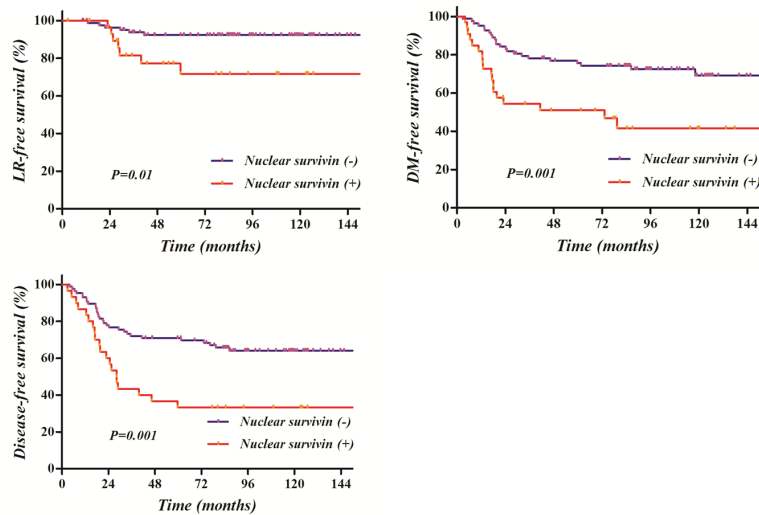 LR-free survival (%)
100
80
60
40
20
0
Nuclear survivin (-)
P=0.01
Nuclear survivin (+)
0 24 48 72 96 120 144
Time (months)
DM-free survival (%)
100
80
60
40
20
0
Nuclear survivin (-)
P=0.001
Nuclear survivin (+)
0 24 48 72 96 120 144
Time (months)
Disease-free survival (%)
100
80
60
40
20
0
Nuclear survivin (-)
P=0.001
Nuclear survivin (+)
0 24 48 72 96 120 144
Time (months)